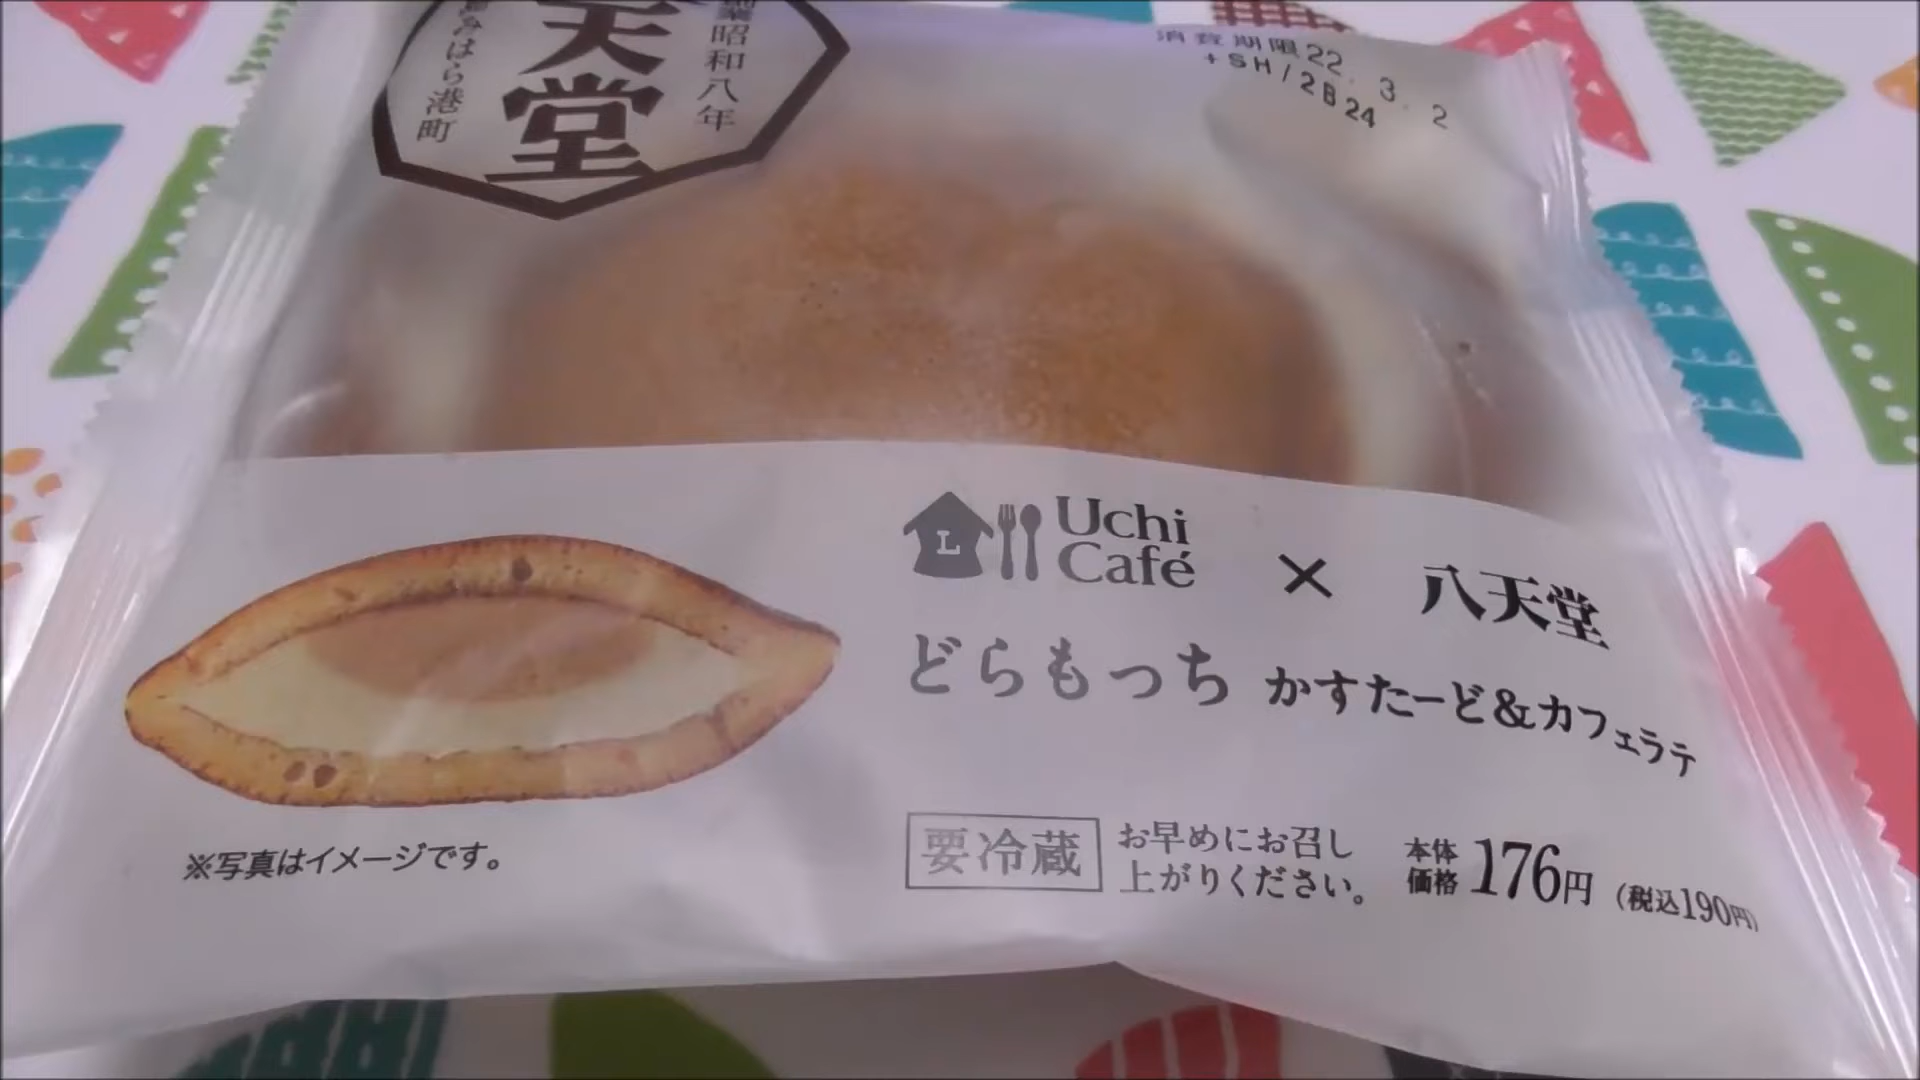 天堂
昭和八年
みはら港町
消費期限22.3.2
+SH/2B24
L
Uchi
Café
×
八天堂
どらもっち かすたーど&カフェラテ
※写真はイメージです。
要冷蔵
お早めにお召し
上がりください。
本体
価格
176円
(税込190円)